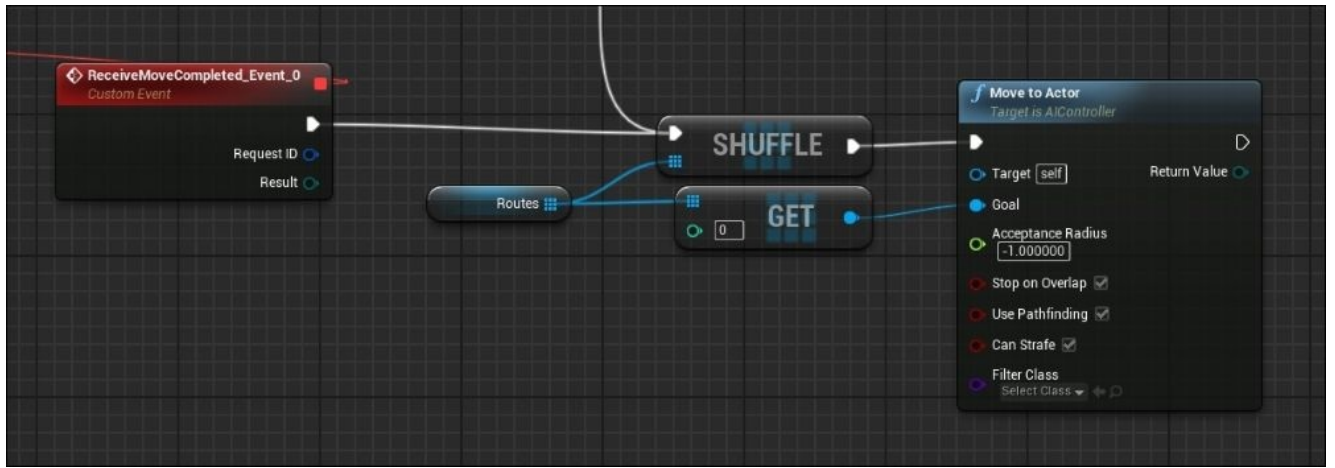 ReceiveMoveCompleted_Event_0
Custom Event
Request ID
Result
Routes
SHUFFLE
GET
0
f Move to Actor
Target is AIController
Target self
Return Value
Goal
Acceptance Radius
-1.000000
Stop on Overlap
Use Pathfinding
Can Strafe
Filter Class
Select Class